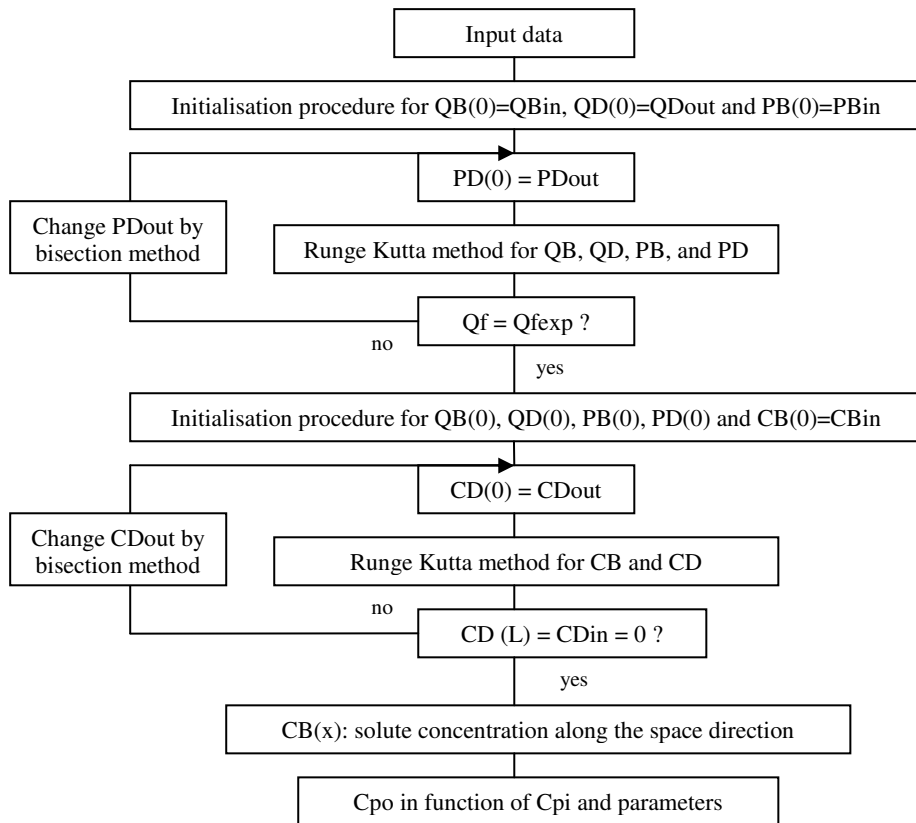 Input data
Initialisation procedure for QB(0)=QBin, QD(0)=QDout and PB(0)=PBin
PD(0) = PDout
Change PDout by
bisection method
Runge Kutta method for QB, QD, PB, and PD
Qf = Qfexp ?
no
yes
Initialisation procedure for QB(0), QD(0), PB(0), PD(0) and CB(0)=CBin
CD(0) = CDout
Change CDout by
bisection method
Runge Kutta method for CB and CD
no
CD (L) = CDin = 0 ?
yes
CB(x): solute concentration along the space direction
Cpo in function of Cpi and parameters